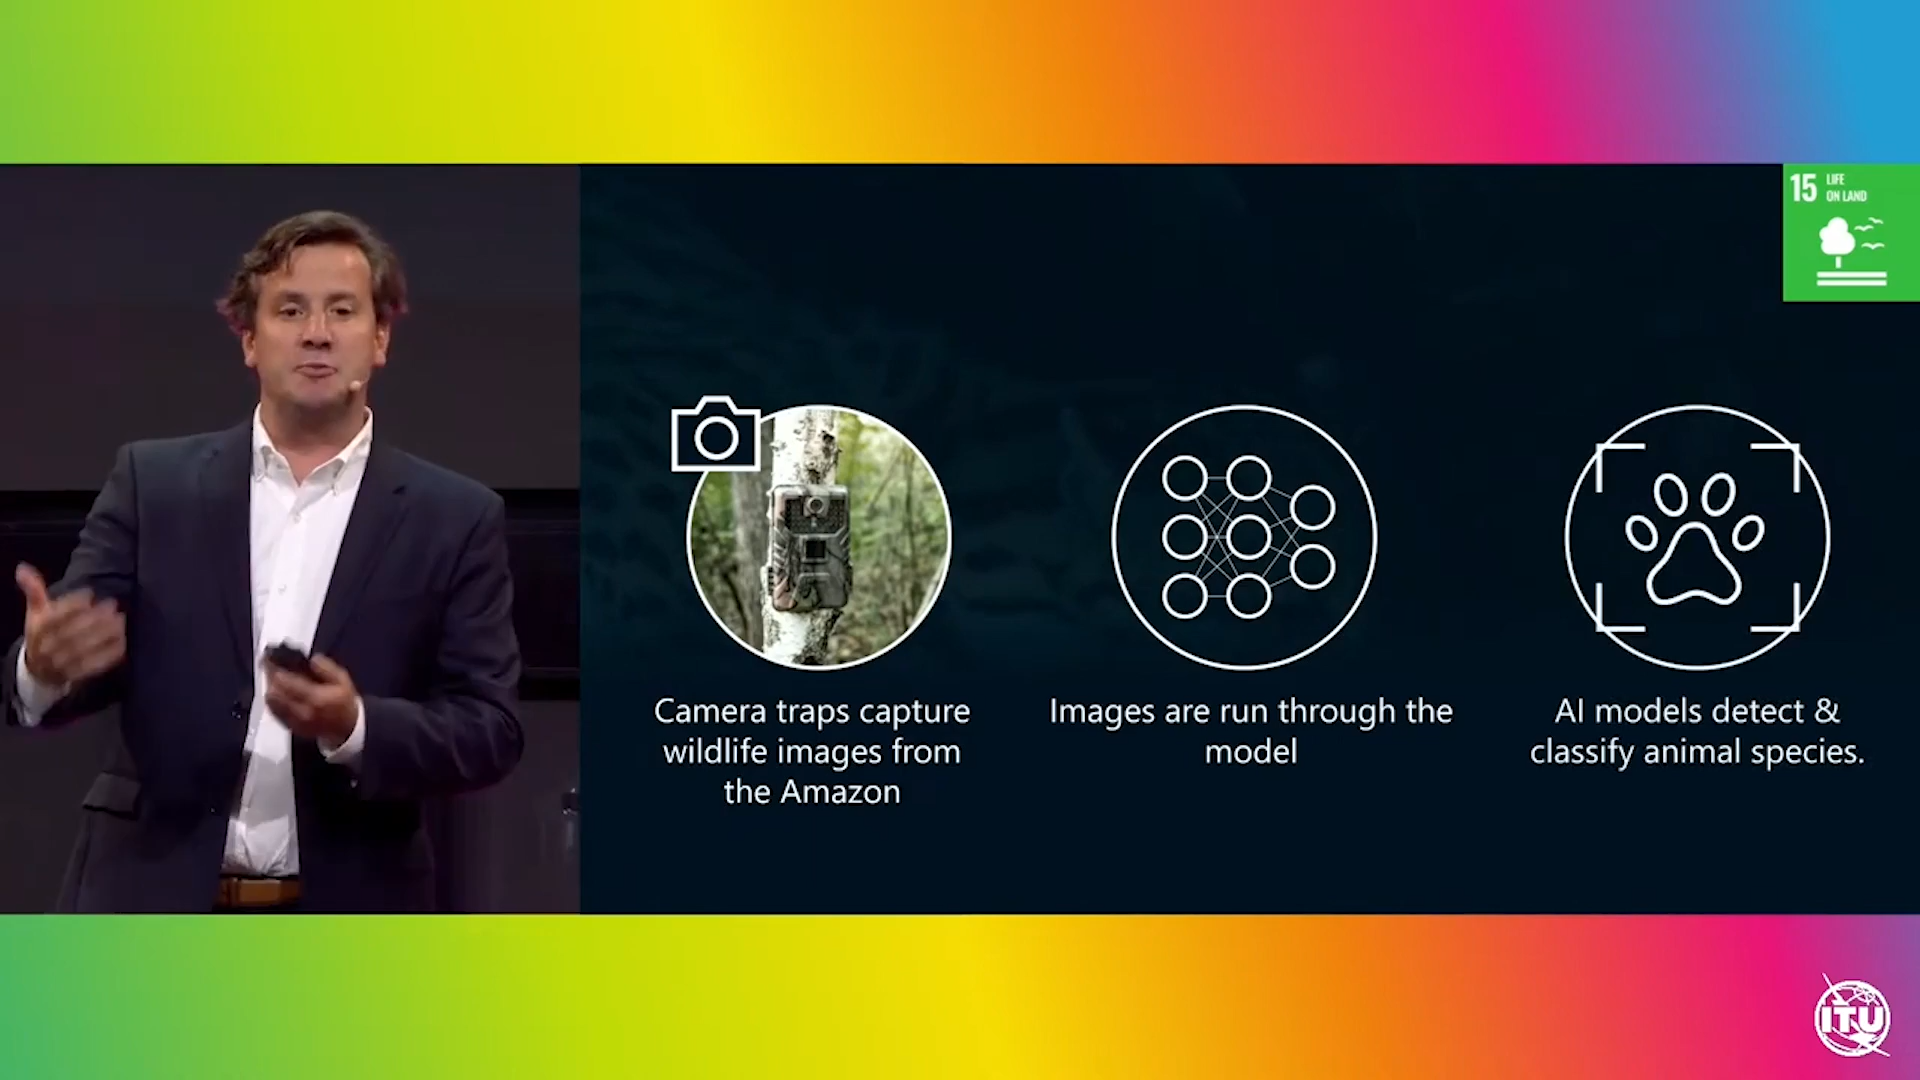 15 LIFE
ON LAND
Camera traps capture
wildlife images from
the Amazon
Images are run through the
model
AI models detect &
classify animal species.
ITU